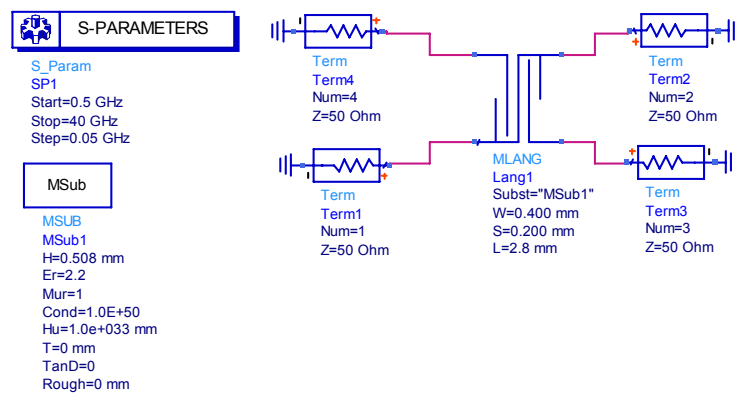 S-PARAMETERS
S_Param
SP1
Start=0.5 GHz
Stop=40 GHz
Step=0.05 GHz
MSub
MSUB
MSub1
H=0.508 mm
Er=2.2
Mur=1
Cond=1.0E+50
Hu=1.0e+033 mm
T=0 mm
TanD=0
Rough=0 mm
Term
Term4
Num=4
Z=50 Ohm
Term
Term1
Num=1
Z=50 Ohm
MLANG
Lang1
Subst="MSub1"
W=0.400 mm
S=0.200 mm
L=2.8 mm
Term
Term2
Num=2
Z=50 Ohm
Term
Term3
Num=3
Z=50 Ohm